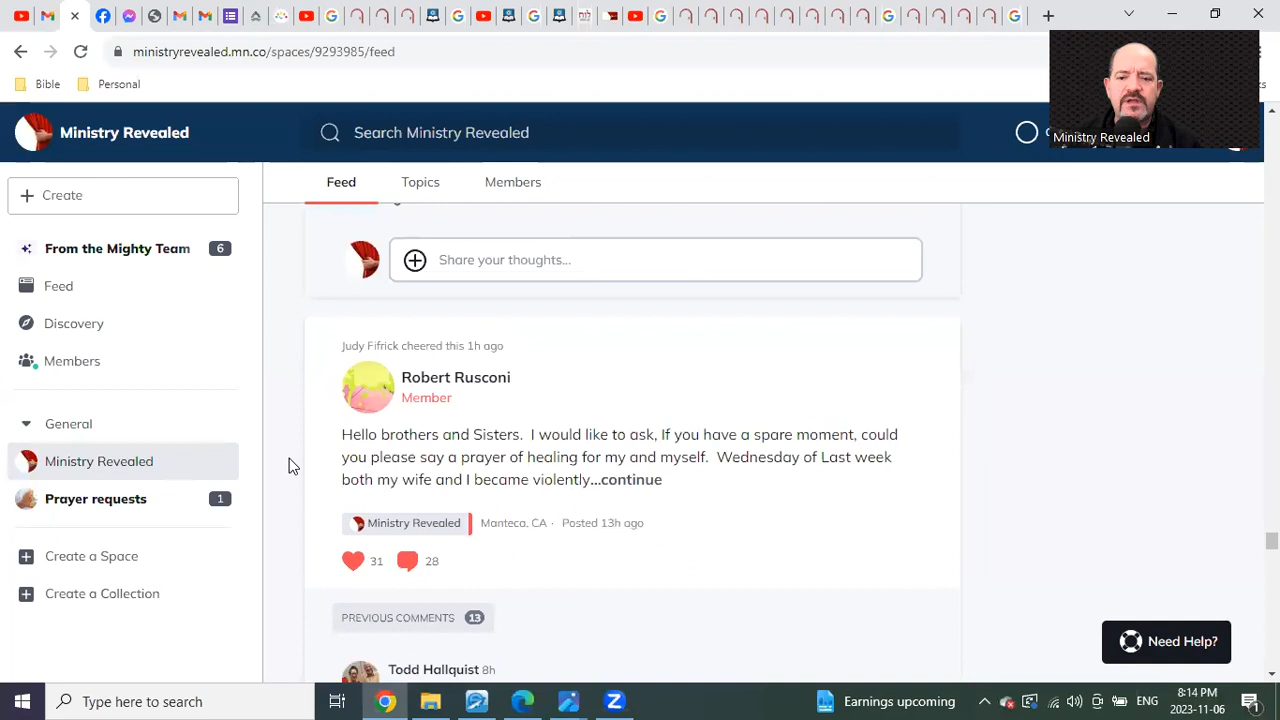 ministryrevealed.mn.co/spaces/9293985/feed
Bible
Personal
Ministry Revealed
Search Ministry Revealed
Ministry Revealed
Create
Feed
Topics
Members
From the Mighty Team
6
Feed
Discovery
Members
General
Ministry Revealed
Prayer requests
1
Create a Space
Create a Collection
Share your thoughts...
Judy Fifrick cheered this 1h ago
Robert Rusconi
Member
Hello brothers and Sisters. I would like to ask, If you have a spare moment, could
you please say a prayer of healing for my and myself. Wednesday of Last week
both my wife and I became violently...continue
Ministry Revealed
Manteca, CA · Posted 13h ago
31
28
PREVIOUS COMMENTS 13
Todd Hallquist 8h
Need Help?
Type here to search
Earnings upcoming
ENG
8:14 PM
2023-11-06
1